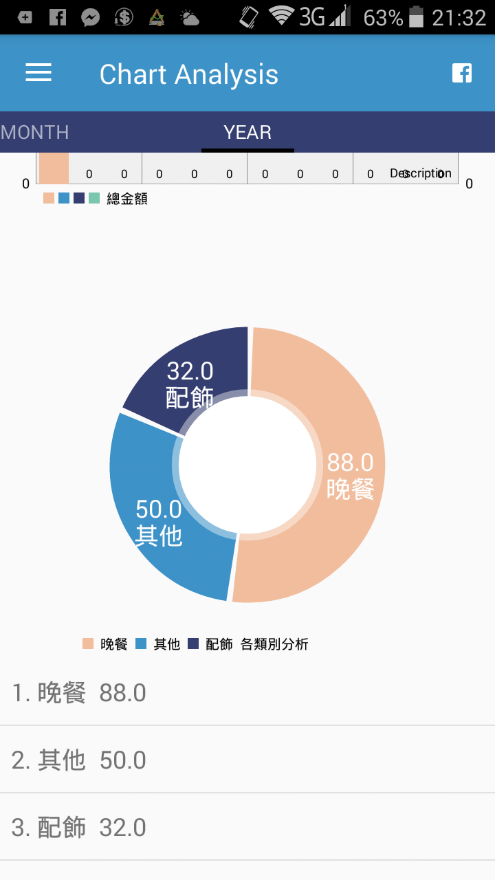 3G 63% 21:32
Chart Analysis
MONTH YEAR
0 0 0 0 0 0 0 0 0 0 Description 0
總金額
32.0
配飾
88.0
晚餐
50.0
其他
晚餐 其他 配飾 各類別分析
1. 晚餐 88.0
2. 其他 50.0
3. 配飾 32.0